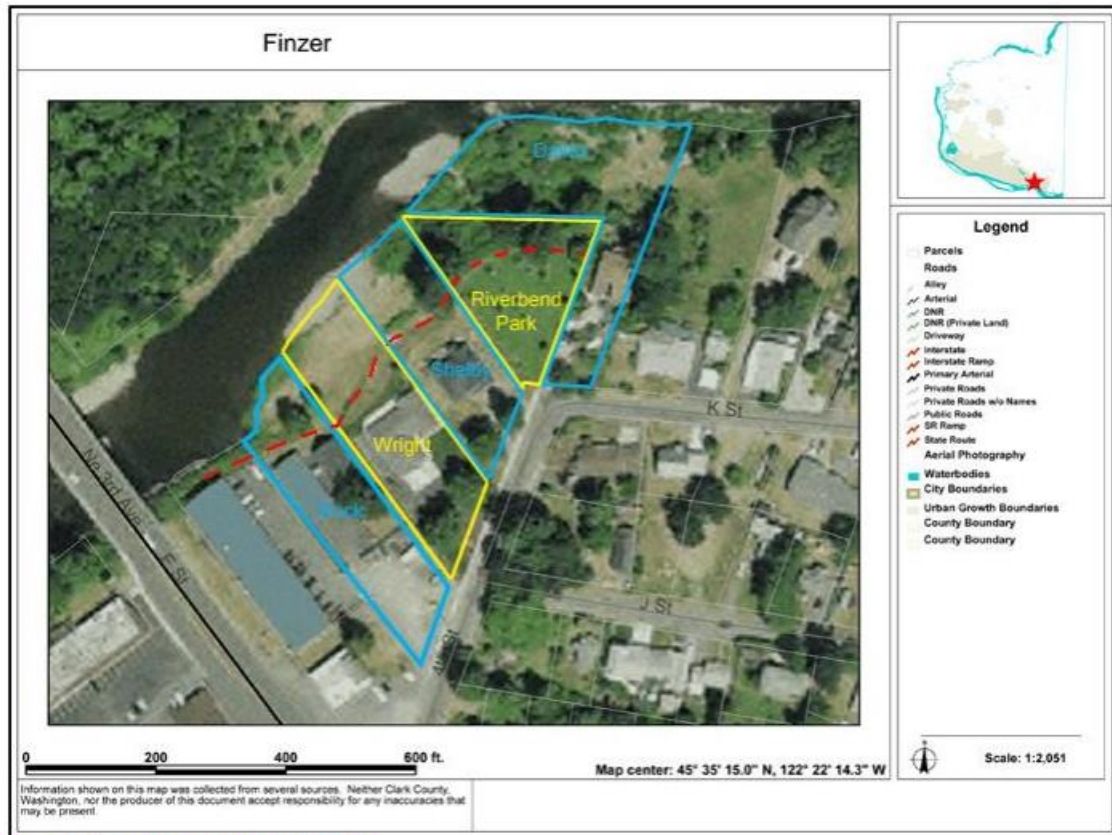 Finzer
Riverbend
Park
Wright
K St
Ne 3rd Ave
E St
J St
0 200 400 600 ft.
Map center: 45° 35' 15.0" N, 122° 22' 14.3" W
Information shown on this map was collected from several sources. Neither Clark County,
Washington, nor the producer of this document accept responsibility for any inaccuracies that
may be present.
Legend
Parcels
Roads
Alley
Arterial
DNR
DNR (Private Land)
Driveway
Interstate
Interstate Ramp
Primary Arterial
Private Roads
Private Roads w/o Names
Public Roads
SR Ramp
State Route
Aerial Photography
Waterbodies
City Boundaries
Urban Growth Boundaries
County Boundary
County Boundary
Scale: 1:2,051